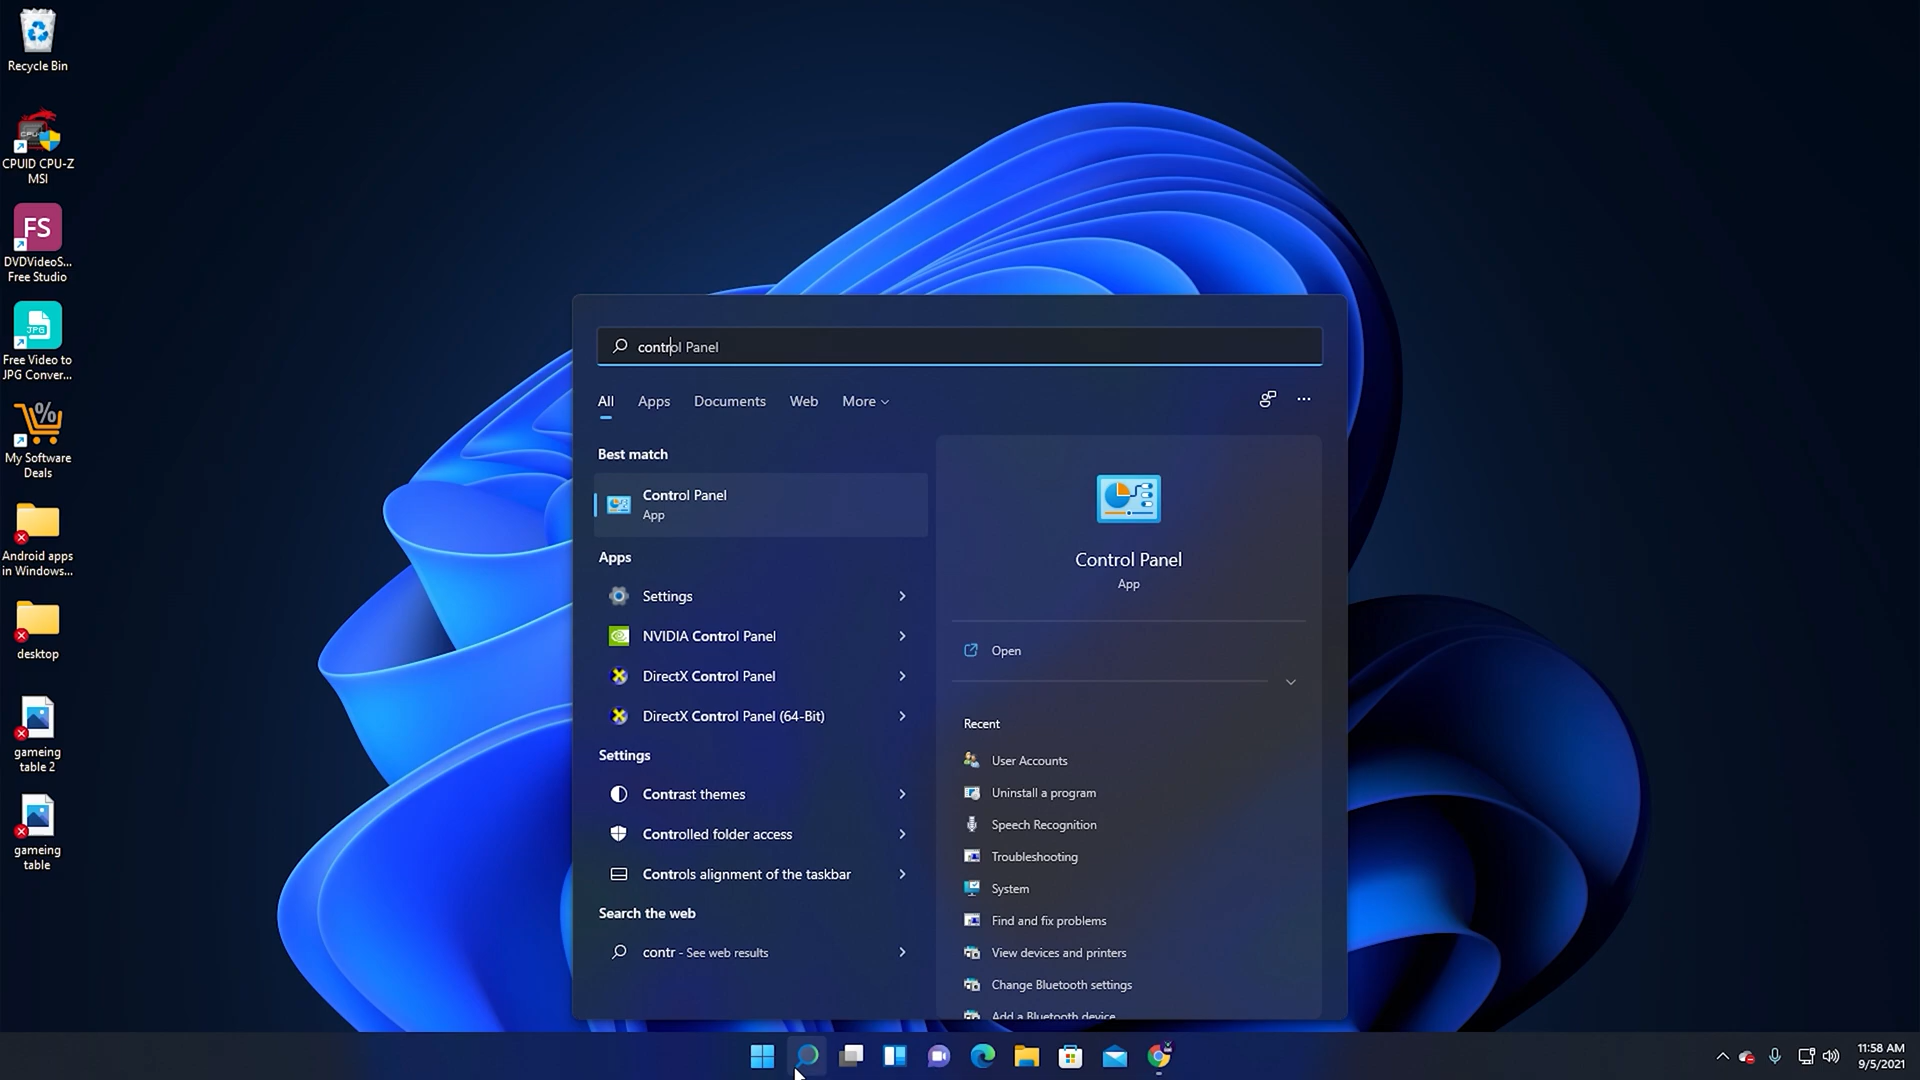 Recycle Bin
CPU
CPUID CPU-Z
MSI
FS
DVDVideoS...
Free Studio
JPG
Free Video to
JPG Conver...
%
My Software
Deals
Android apps
in Windows...
desktop
gameing
table 2
gameing
table
control Panel
All
Apps
Documents
Web
More
Best match
Control Panel
App
Apps
Settings
NVIDIA Control Panel
DirectX Control Panel
DirectX Control Panel (64-Bit)
Settings
Contrast themes
Controlled folder access
Controls alignment of the taskbar
Search the web
contr - See web results
Control Panel
App
Open
Recent
User Accounts
Uninstall a program
Speech Recognition
Troubleshooting
System
Find and fix problems
View devices and printers
Change Bluetooth settings
Add a Bluetooth device
11:58 AM
9/5/2021